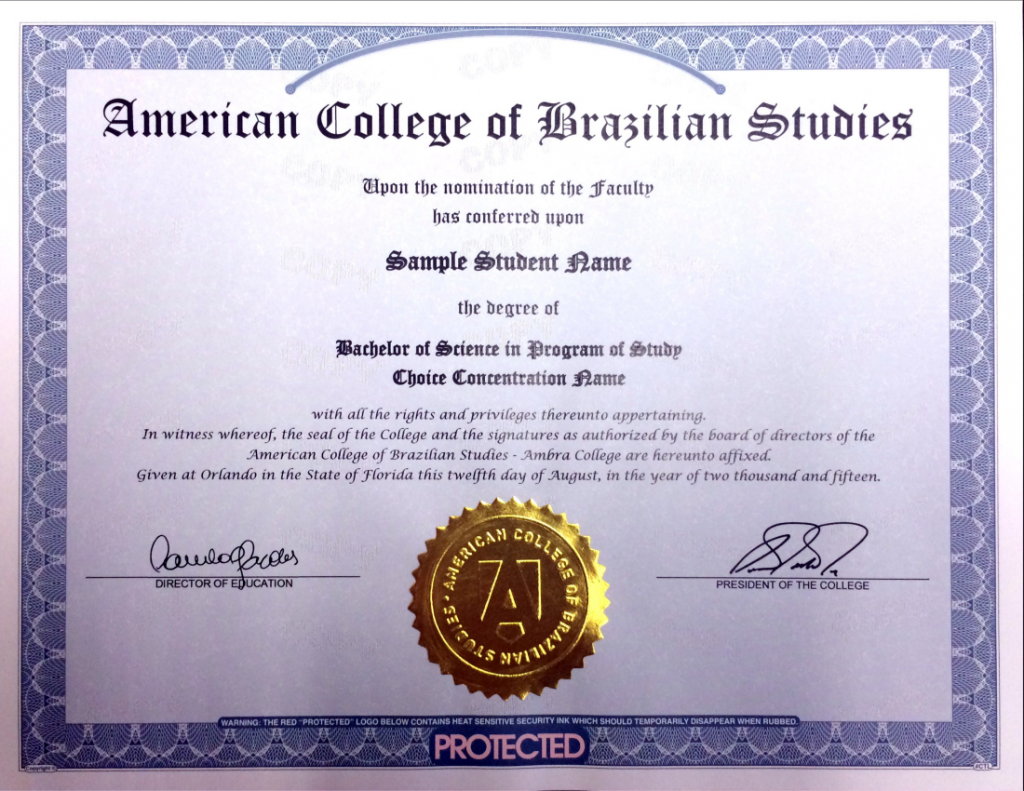 American College of Brazilian Studies
Upon the nomination of the Faculty
has conferred upon
Sample Student Name
the degree of
Bachelor of Science in Program of Study
Choice Concentration Name
with all the rights and privileges thereunto appertaining.
In witness whereof, the seal of the College and the signatures as authorized by the board of directors of the
American College of Brazilian Studies - Ambra College are hereunto affixed.
Given at Orlando in the State of Florida this twelfth day of August, in the year of two thousand and fifteen.
AMERICAN COLLEGE OF BRAZILIAN STUDIES
A
DIRECTOR OF EDUCATION
PRESIDENT OF THE COLLEGE
WARNING: THE RED "PROTECTED" LOGO BELOW CONTAINS HEAT SENSITIVE SECURITY INK WHICH SHOULD TEMPORARILY DISAPPEAR WHEN RUBBED.
PROTECTED